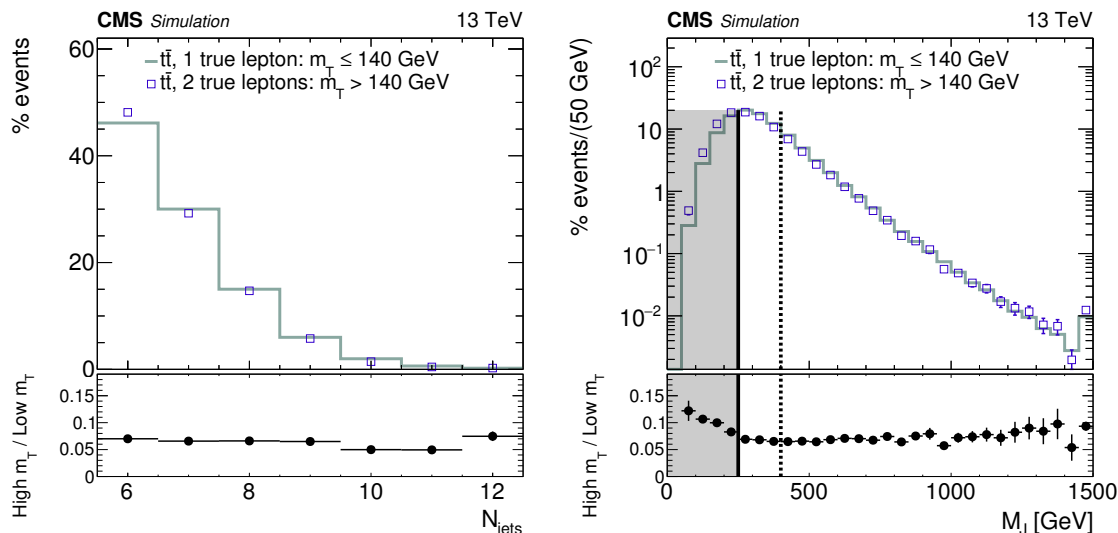 CMS Simulation 13 TeV
tt̄, 1 true lepton: m_T ≤ 140 GeV
tt̄, 2 true leptons: m_T > 140 GeV
% events
60
40
20
0
High m_T / Low m_T
0.15
0.1
0.05
0
6 8 10 12
N_jets
CMS Simulation 13 TeV
tt̄, 1 true lepton: m_T ≤ 140 GeV
tt̄, 2 true leptons: m_T > 140 GeV
% events/(50 GeV)
10²
10
1
10⁻¹
10⁻²
High m_T / Low m_T
0.15
0.1
0.05
0
0 500 1000 1500
M_J [GeV]